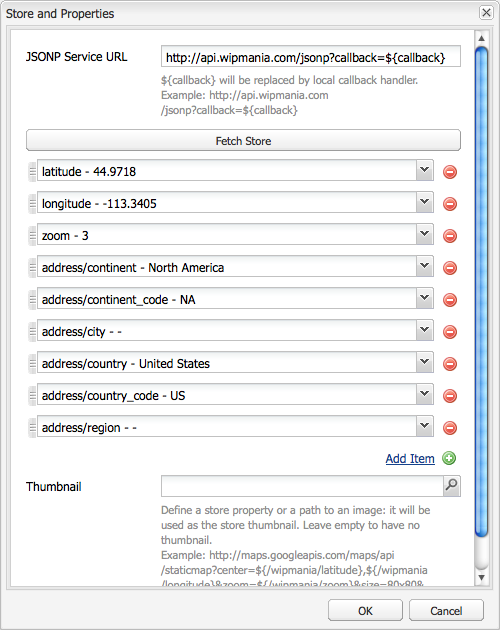 Store and Properties
JSONP Service URL
http://api.wipmania.com/jsonp?callback=${callback}
${callback} will be replaced by local callback handler.
Example: http://api.wipmania.com
/jsonp?callback=${callback}
Fetch Store
latitude - 44.9718
longitude - -113.3405
zoom - 3
address/continent - North America
address/continent_code - NA
address/city - -
address/country - United States
address/country_code - US
address/region - -
Add Item
Thumbnail
Define a store property or a path to an image: it will be
used as the store thumbnail. Leave empty to have no
thumbnail.
Example: http://maps.googleapis.com/maps/api
/staticmap?center=${/wipmania/latitude},${/wipmania
/longitude}&zoom=${/wipmania/zoom}&size=80x80&
OK
Cancel